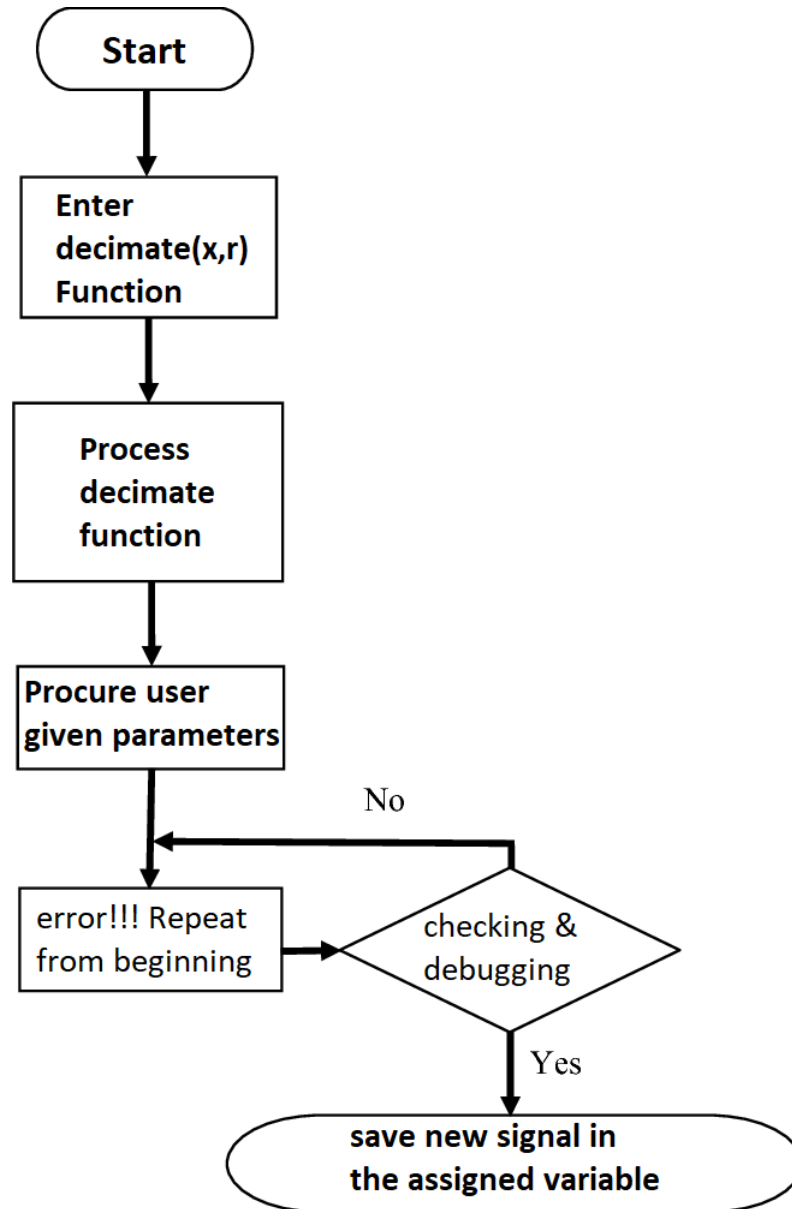 Start
Enter
decimate(x,r)
Function
Process
decimate
function
Procure user
given parameters
No
error!!! Repeat
from beginning
checking &
debugging
Yes
save new signal in
the assigned variable